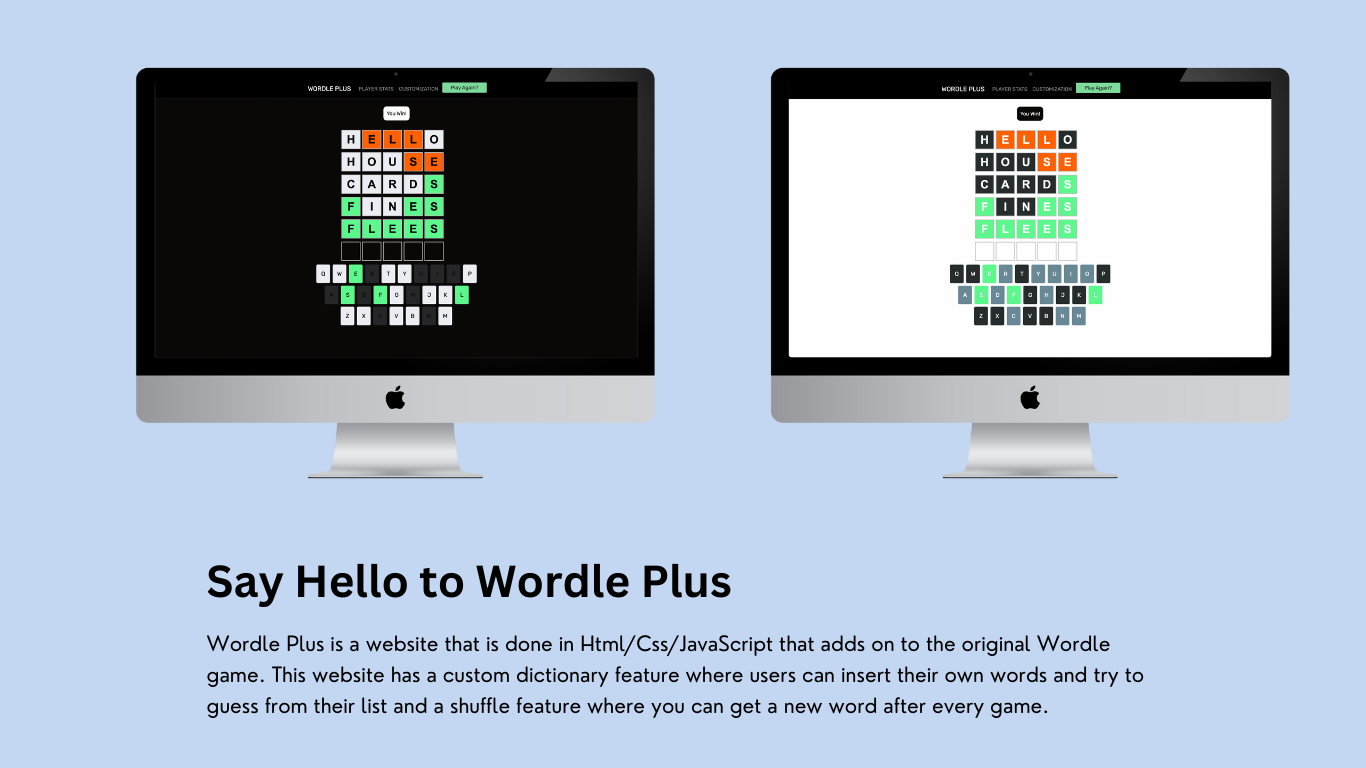 WORDLE PLUS PLAYER STATS CUSTOMIZATION Play Again?
You Win!
H E L L O
H O U S E
C A R D S
F I N E S
F L E E S
Q W E R T Y U I O P
A S D F G H J K L
Z X C V B N M
WORDLE PLUS PLAYER STATS CUSTOMIZATION Play Again?
You Win!
H E L L O
H O U S E
C A R D S
F I N E S
F L E E S
Q W E R T Y U I O P
A S D F G H J K L
Z X C V B N M
Say Hello to Wordle Plus
Wordle Plus is a website that is done in Html/Css/JavaScript that adds on to the original Wordle
game. This website has a custom dictionary feature where users can insert their own words and try to
guess from their list and a shuffle feature where you can get a new word after every game.